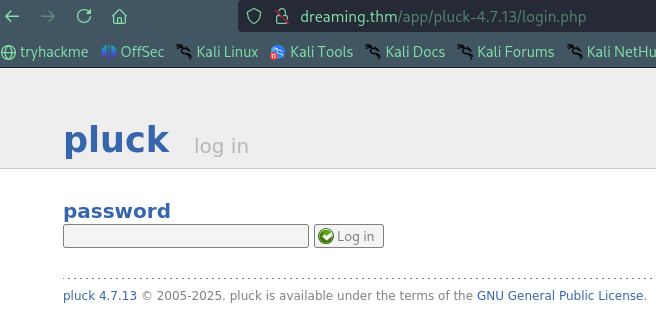 dreaming.thm/app/pluck-4.7.13/login.php
tryhackme OffSec Kali Linux Kali Tools Kali Docs Kali Forums Kali NetHu
pluck log in
password
Log in
pluck 4.7.13 © 2005-2025. pluck is available under the terms of the GNU General Public License.